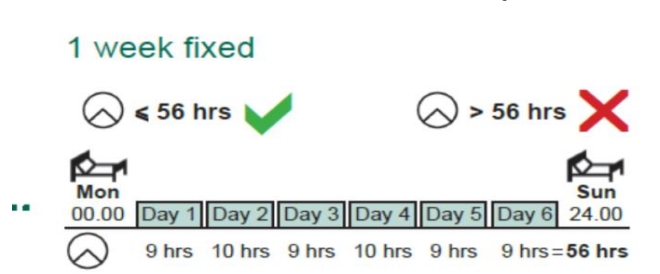 1 week fixed
⩽ 56 hrs > 56 hrs
Mon Sun
00.00 Day 1 Day 2 Day 3 Day 4 Day 5 Day 6 24.00
9 hrs 10 hrs 9 hrs 10 hrs 9 hrs 9 hrs=56 hrs